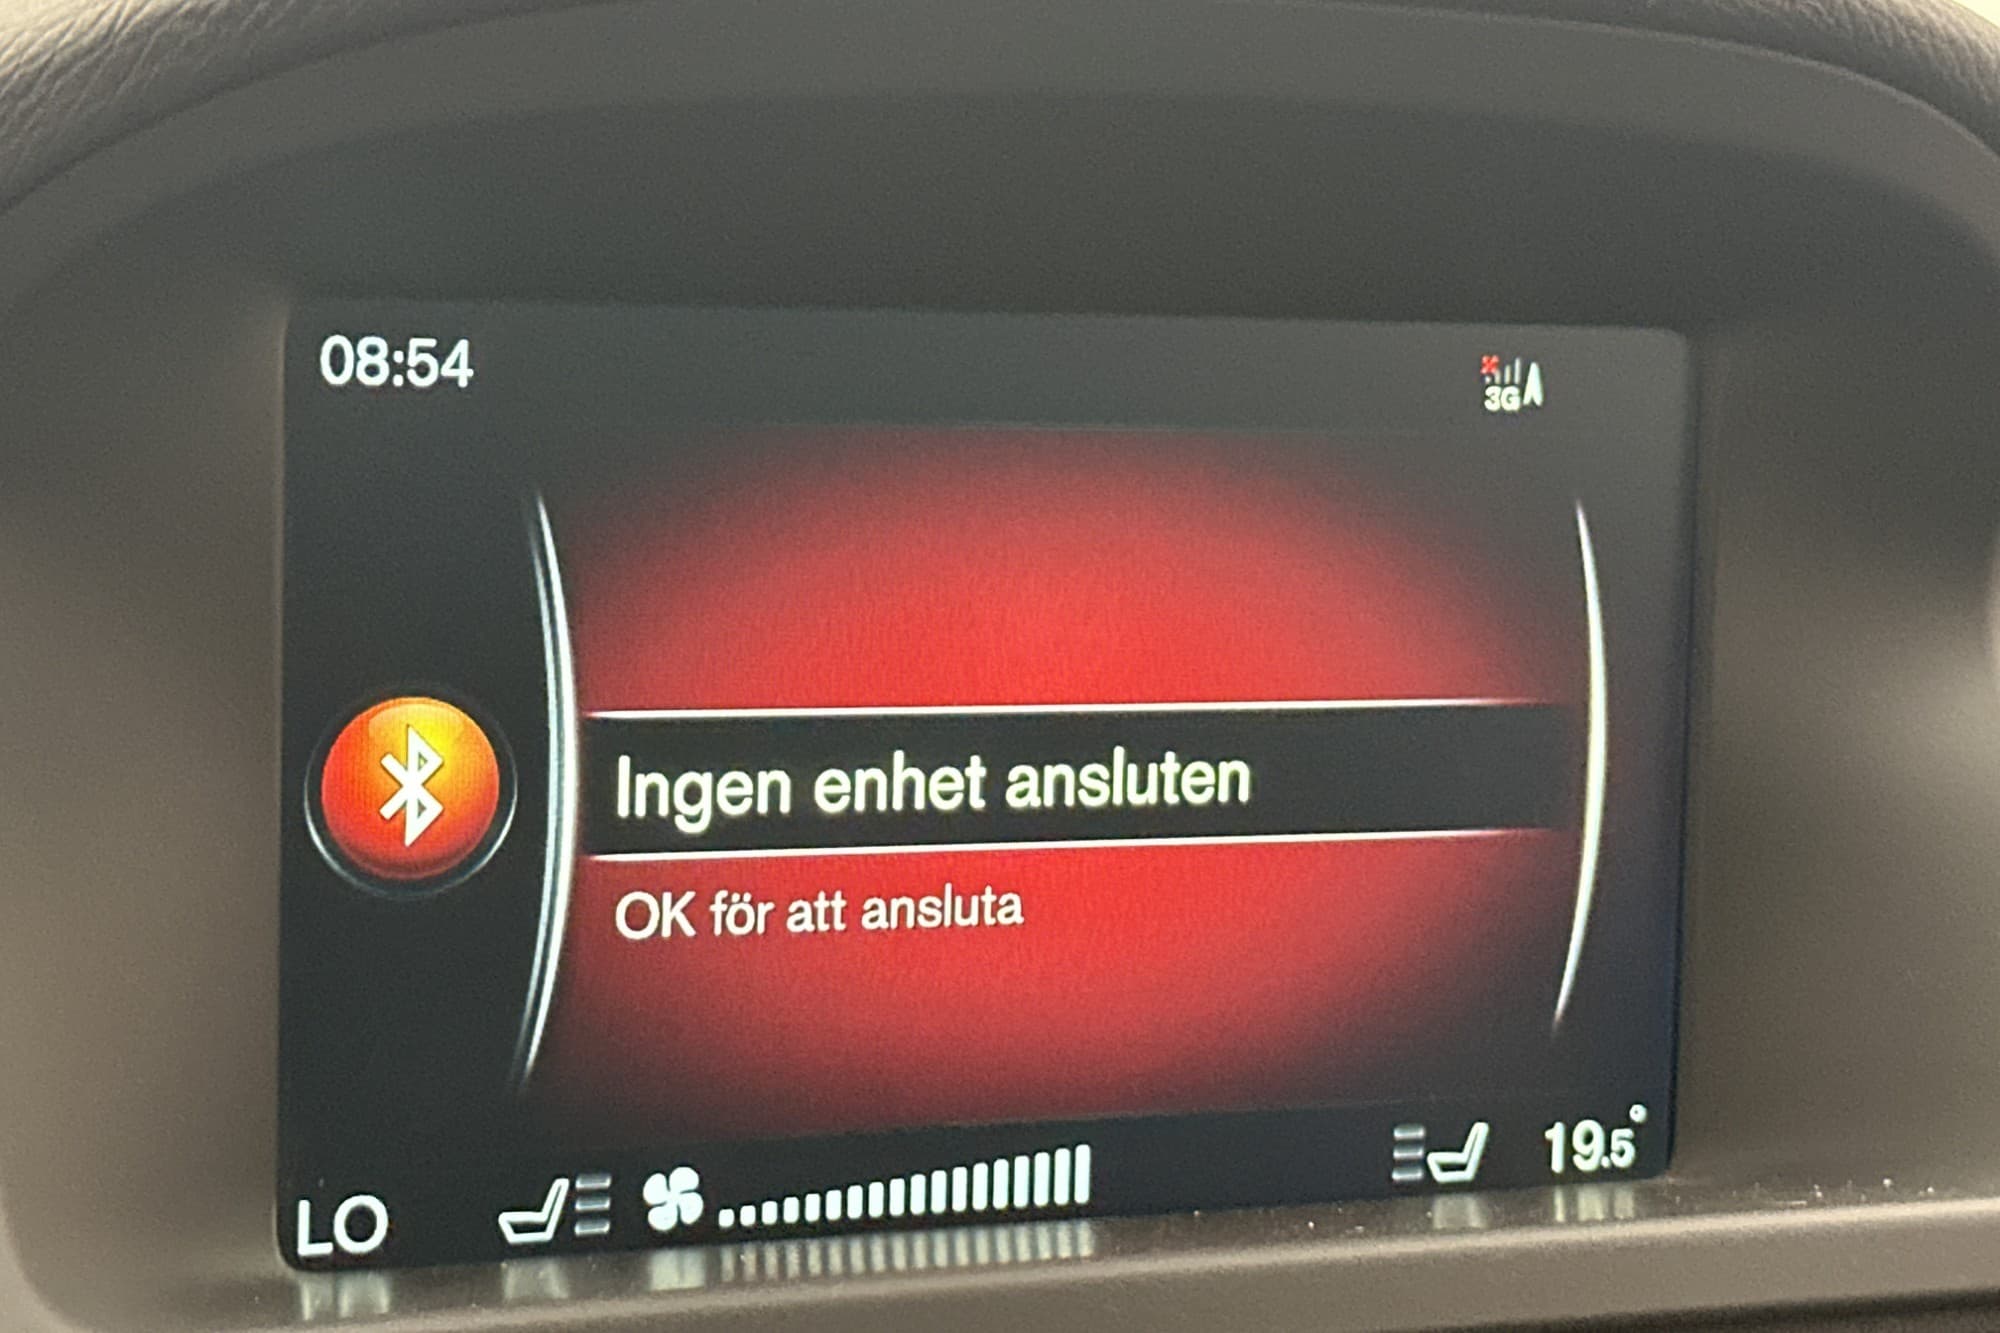 08:54
3G
Ingen enhet ansluten
OK för att ansluta
LO
19.5°